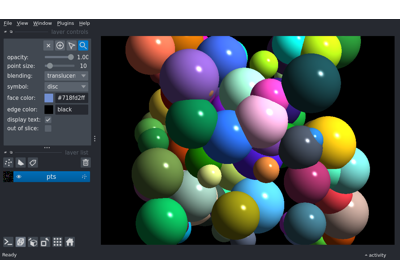 File View Window Plugins Help
layer controls
opacity: 1.00
point size: 10
blending: translucen
symbol: disc
face color: #718fd2ff
edge color: black
display text: ✓
out of slice:
layer list
pts
Ready
activity